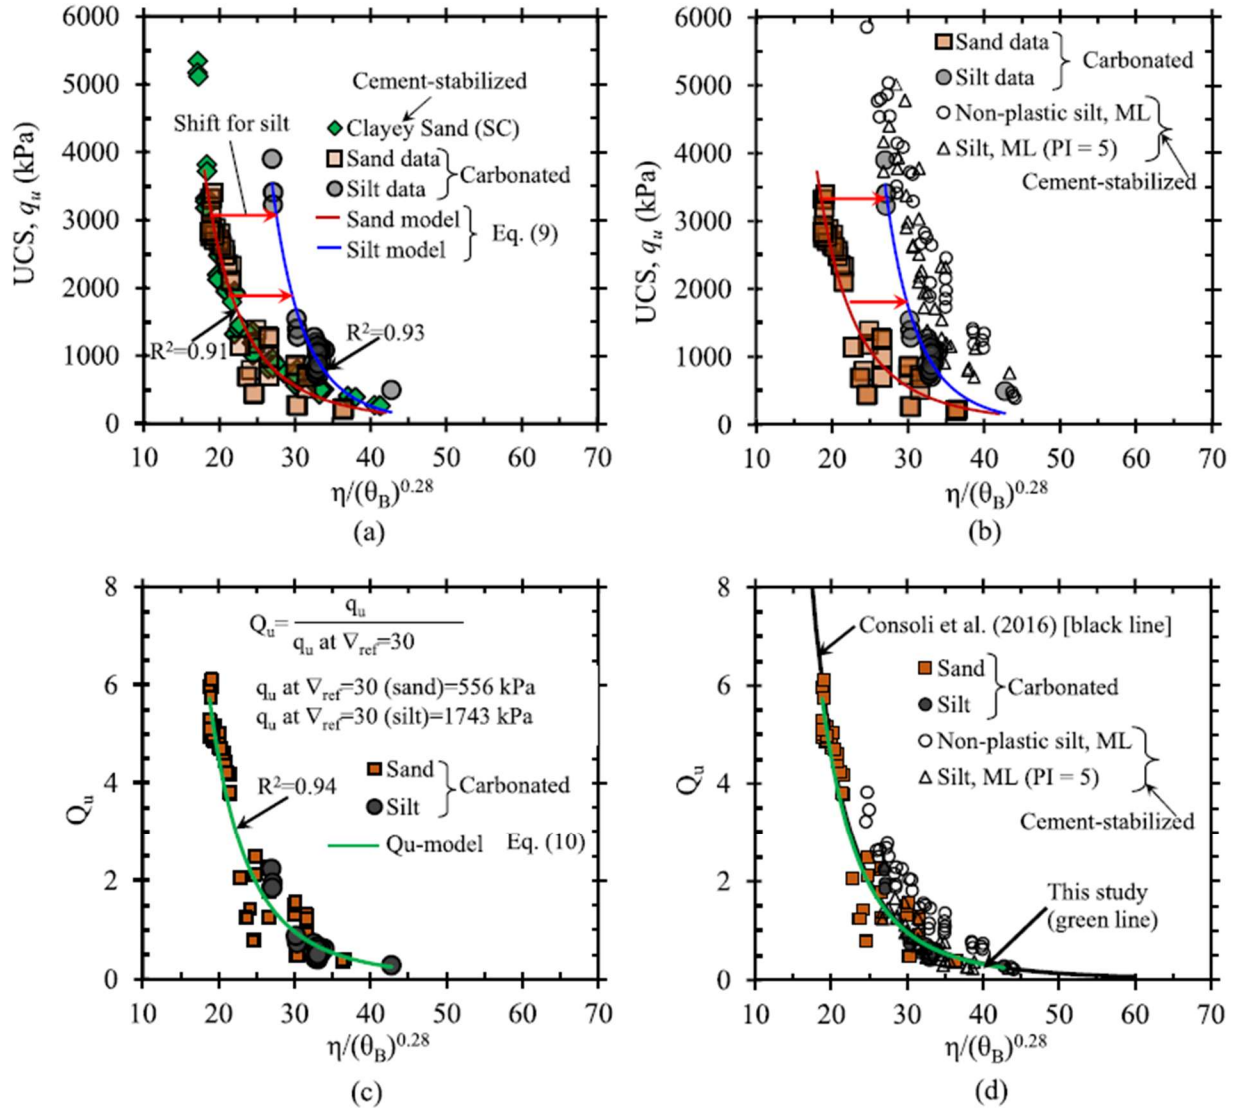 6000
5000
4000
3000
2000
1000
0
UCS, qᵤ (kPa)
Cement-stabilized
Shift for silt
Clayey Sand (SC)
Sand data
Silt data
Carbonated
Sand model
Silt model
Eq. (9)
R²=0.91
R²=0.93
10 20 30 40 50 60 70
η/(θ_B)^0.28
(a)
6000
5000
4000
3000
2000
1000
0
UCS, qᵤ (kPa)
Sand data
Silt data
Carbonated
Non-plastic silt, ML
Silt, ML (PI = 5)
Cement-stabilized
10 20 30 40 50 60 70
η/(θ_B)^0.28
(b)
8
6
4
2
0
Qᵤ
qᵤ
Qᵤ=
qᵤ at ∇ref=30
qᵤ at ∇ref=30 (sand)=556 kPa
qᵤ at ∇ref=30 (silt)=1743 kPa
R²=0.94
Sand
Silt
Carbonated
Qu-model Eq. (10)
10 20 30 40 50 60 70
η/(θ_B)^0.28
(c)
8
6
4
2
0
Qᵤ
Consoli et al. (2016) [black line]
Sand
Silt
Carbonated
Non-plastic silt, ML
Silt, ML (PI = 5)
Cement-stabilized
This study
(green line)
10 20 30 40 50 60 70
η/(θ_B)^0.28
(d)